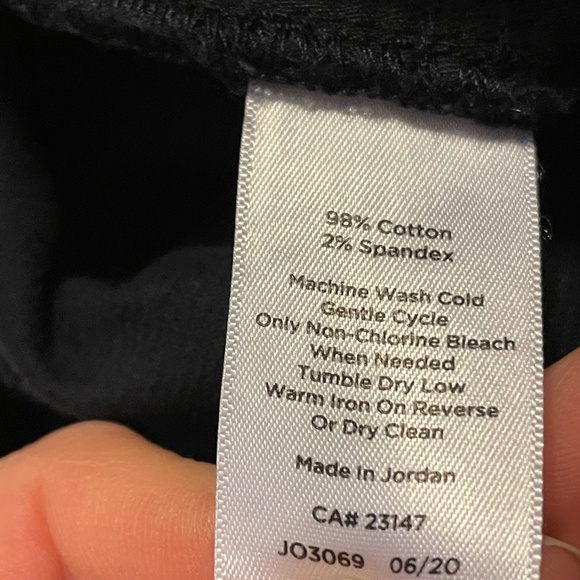 98% Cotton
2% Spandex
Machine Wash Cold
Gentle Cycle
Only Non-Chlorine Bleach
When Needed
Tumble Dry Low
Warm Iron On Reverse
Or Dry Clean
Made In Jordan
CA# 23147
JO3069 06/20